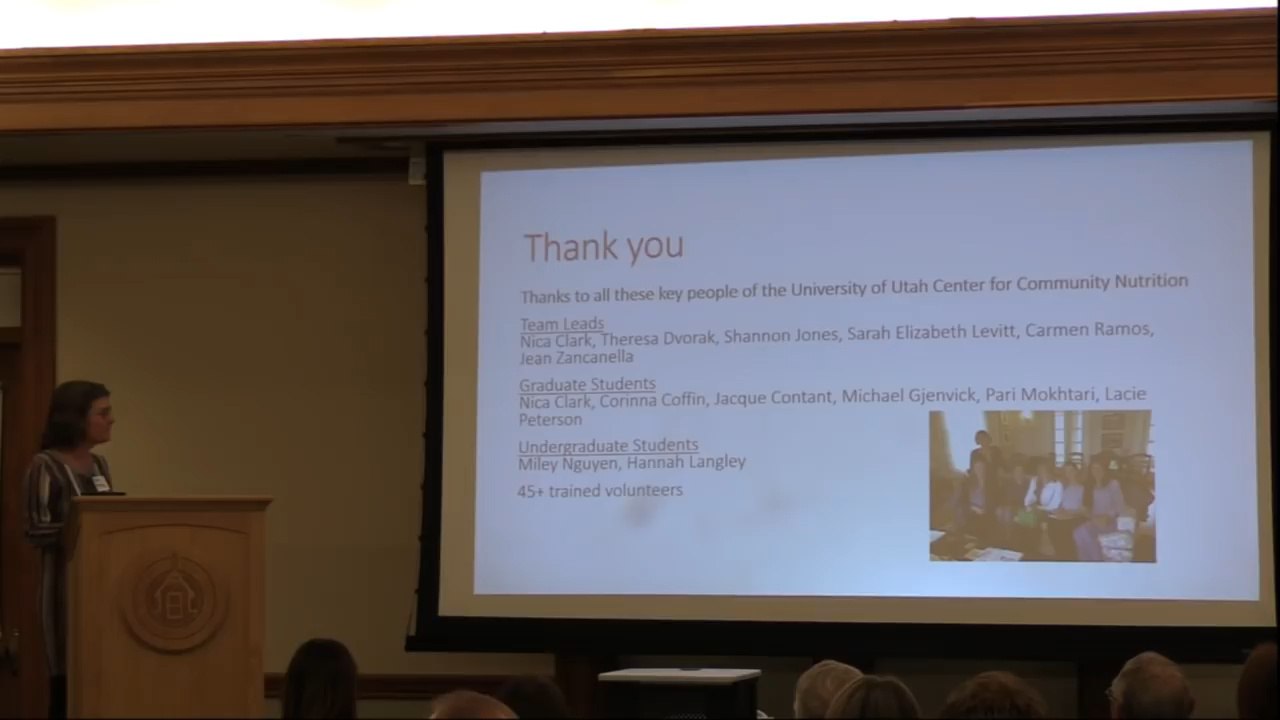 Thank you
Thanks to all these key people of the University of Utah Center for Community Nutrition
Team Leads
Nica Clark, Theresa Dvorak, Shannon Jones, Sarah Elizabeth Levitt, Carmen Ramos,
Jean Zancanella
Graduate Students
Nica Clark, Corinna Coffin, Jacque Contant, Michael Gjenvick, Pari Mokhtari, Lacie
Peterson
Undergraduate Students
Miley Nguyen, Hannah Langley
45+ trained volunteers